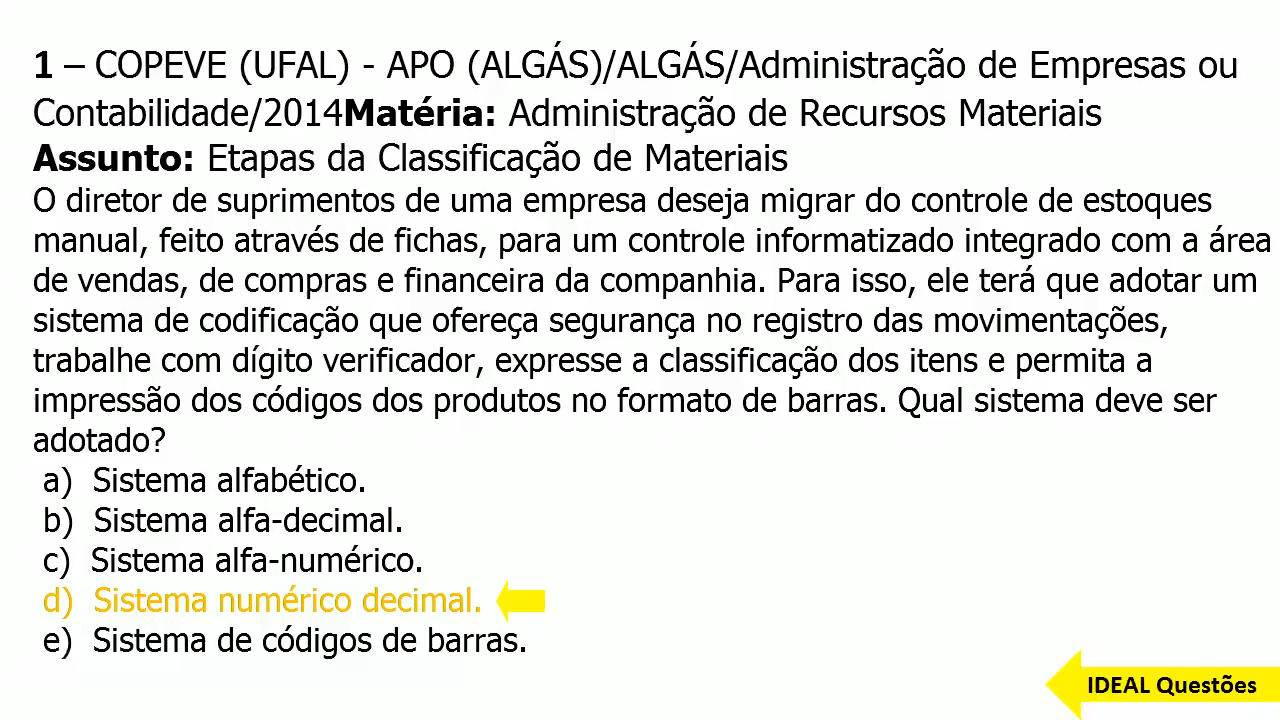 1 – COPEVE (UFAL) - APO (ALGÁS)/ALGÁS/Administração de Empresas ou
Contabilidade/2014Matéria: Administração de Recursos Materiais
Assunto: Etapas da Classificação de Materiais
O diretor de suprimentos de uma empresa deseja migrar do controle de estoques
manual, feito através de fichas, para um controle informatizado integrado com a área
de vendas, de compras e financeira da companhia. Para isso, ele terá que adotar um
sistema de codificação que ofereça segurança no registro das movimentações,
trabalhe com dígito verificador, expresse a classificação dos itens e permita a
impressão dos códigos dos produtos no formato de barras. Qual sistema deve ser
adotado?
a) Sistema alfabético.
b) Sistema alfa-decimal.
c) Sistema alfa-numérico.
d) Sistema numérico decimal.
e) Sistema de códigos de barras.
IDEAL Questões